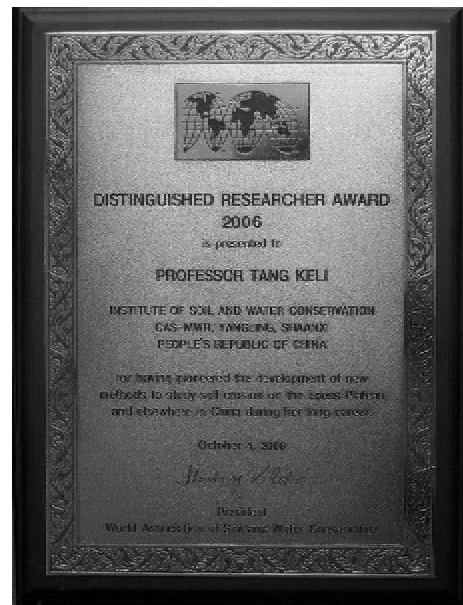 DISTINGUISHED RESEARCHER AWARD
2006
is presented to
PROFESSOR TANG KELI
INSTITUTE OF SOIL AND WATER CONSERVATION
CAS-MWR, YANGLING, SHAANXI
PEOPLE'S REPUBLIC OF CHINA
for having pioneered the development of new
methods to study soil erosion on the Loess Plateau
and elsewhere in China during her long career.
October 4, 2006
President
World Association of Soil and Water Conservation